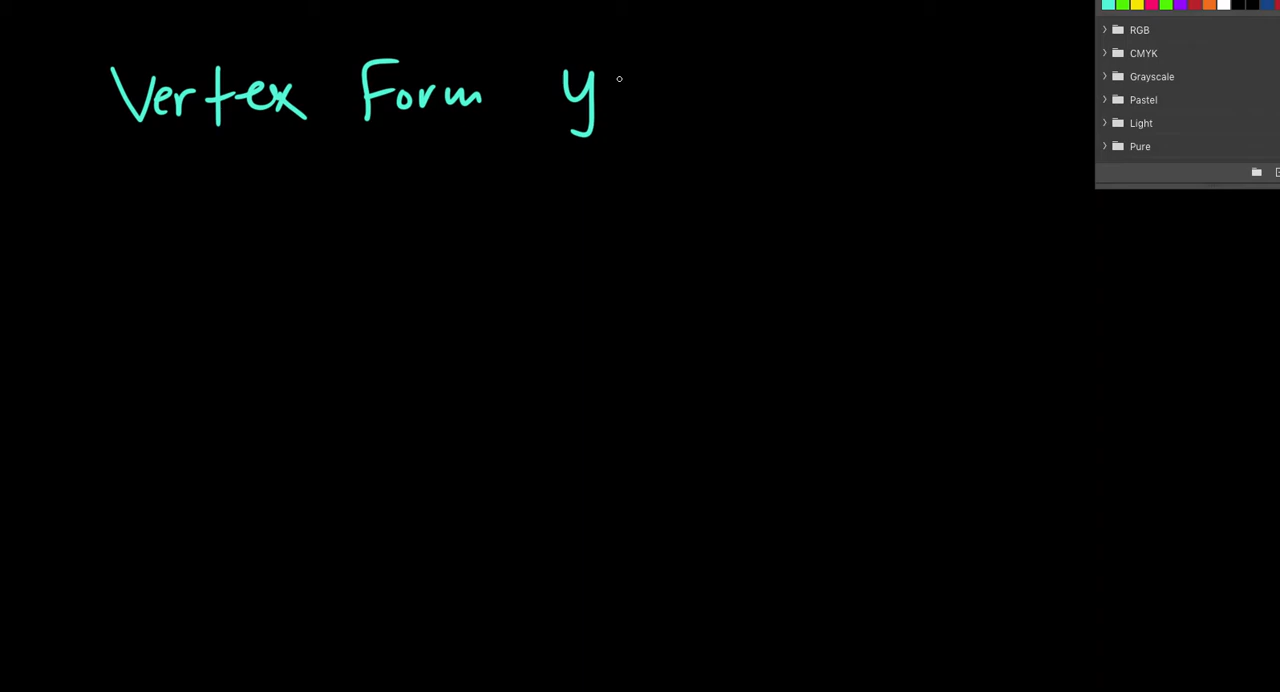 Vertex Form y
RGB
CMYK
Grayscale
Pastel
Light
Pure